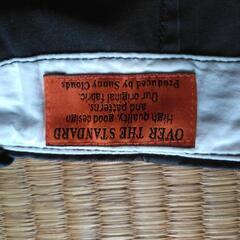 OVER THE STANDARD
High quality, good design
and patterns.
Our original fabric.
Produced by Sunny Clouds